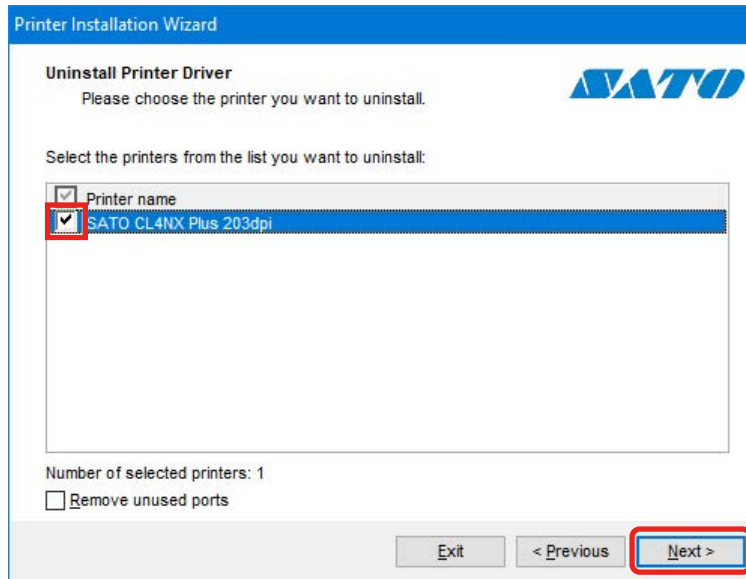 Printer Installation Wizard
Uninstall Printer Driver
SATO
Please choose the printer you want to uninstall.
Select the printers from the list you want to uninstall:
Printer name
SATO CL4NX Plus 203dpi
Number of selected printers: 1
Remove unused ports
Exit
< Previous
Next >